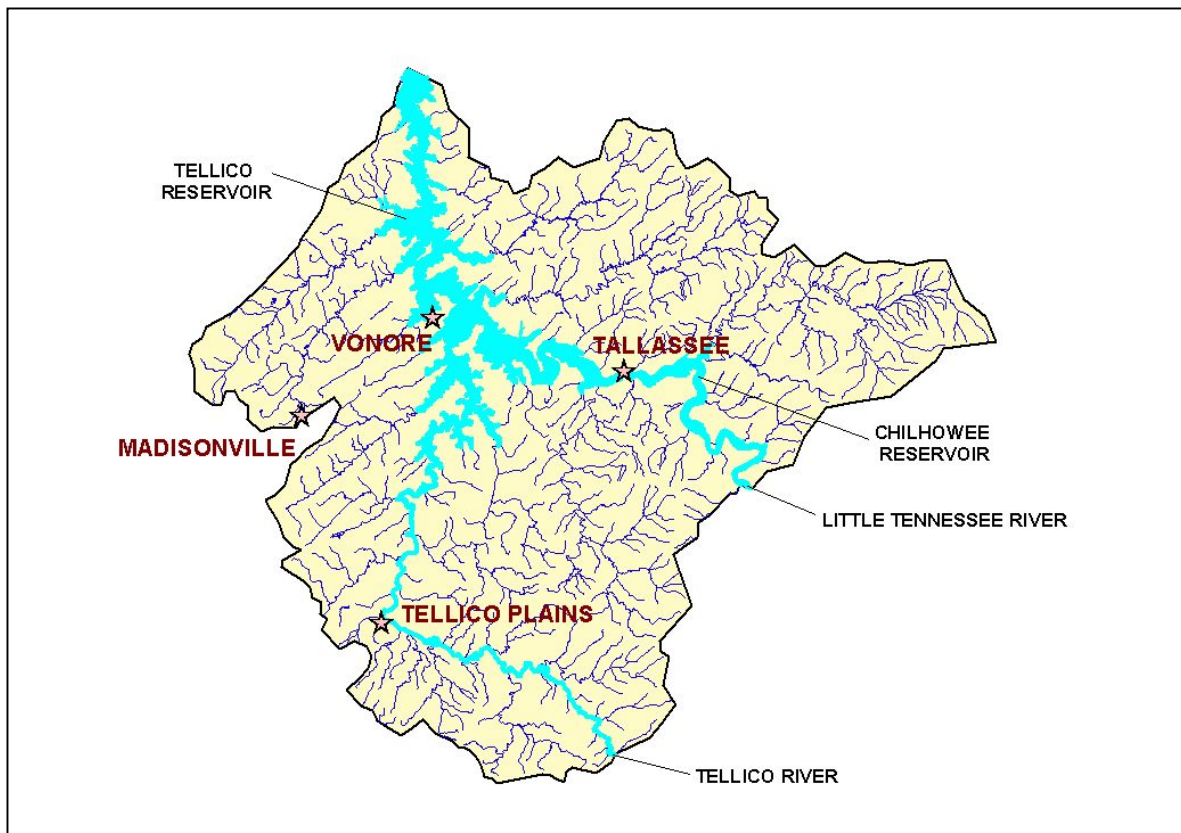 TELLICO
RESERVOIR
VONORE
TALLASSEE
MADISONVILLE
CHILHOWEE
RESERVOIR
LITTLE TENNESSEE RIVER
TELLICO PLAINS
TELLICO RIVER